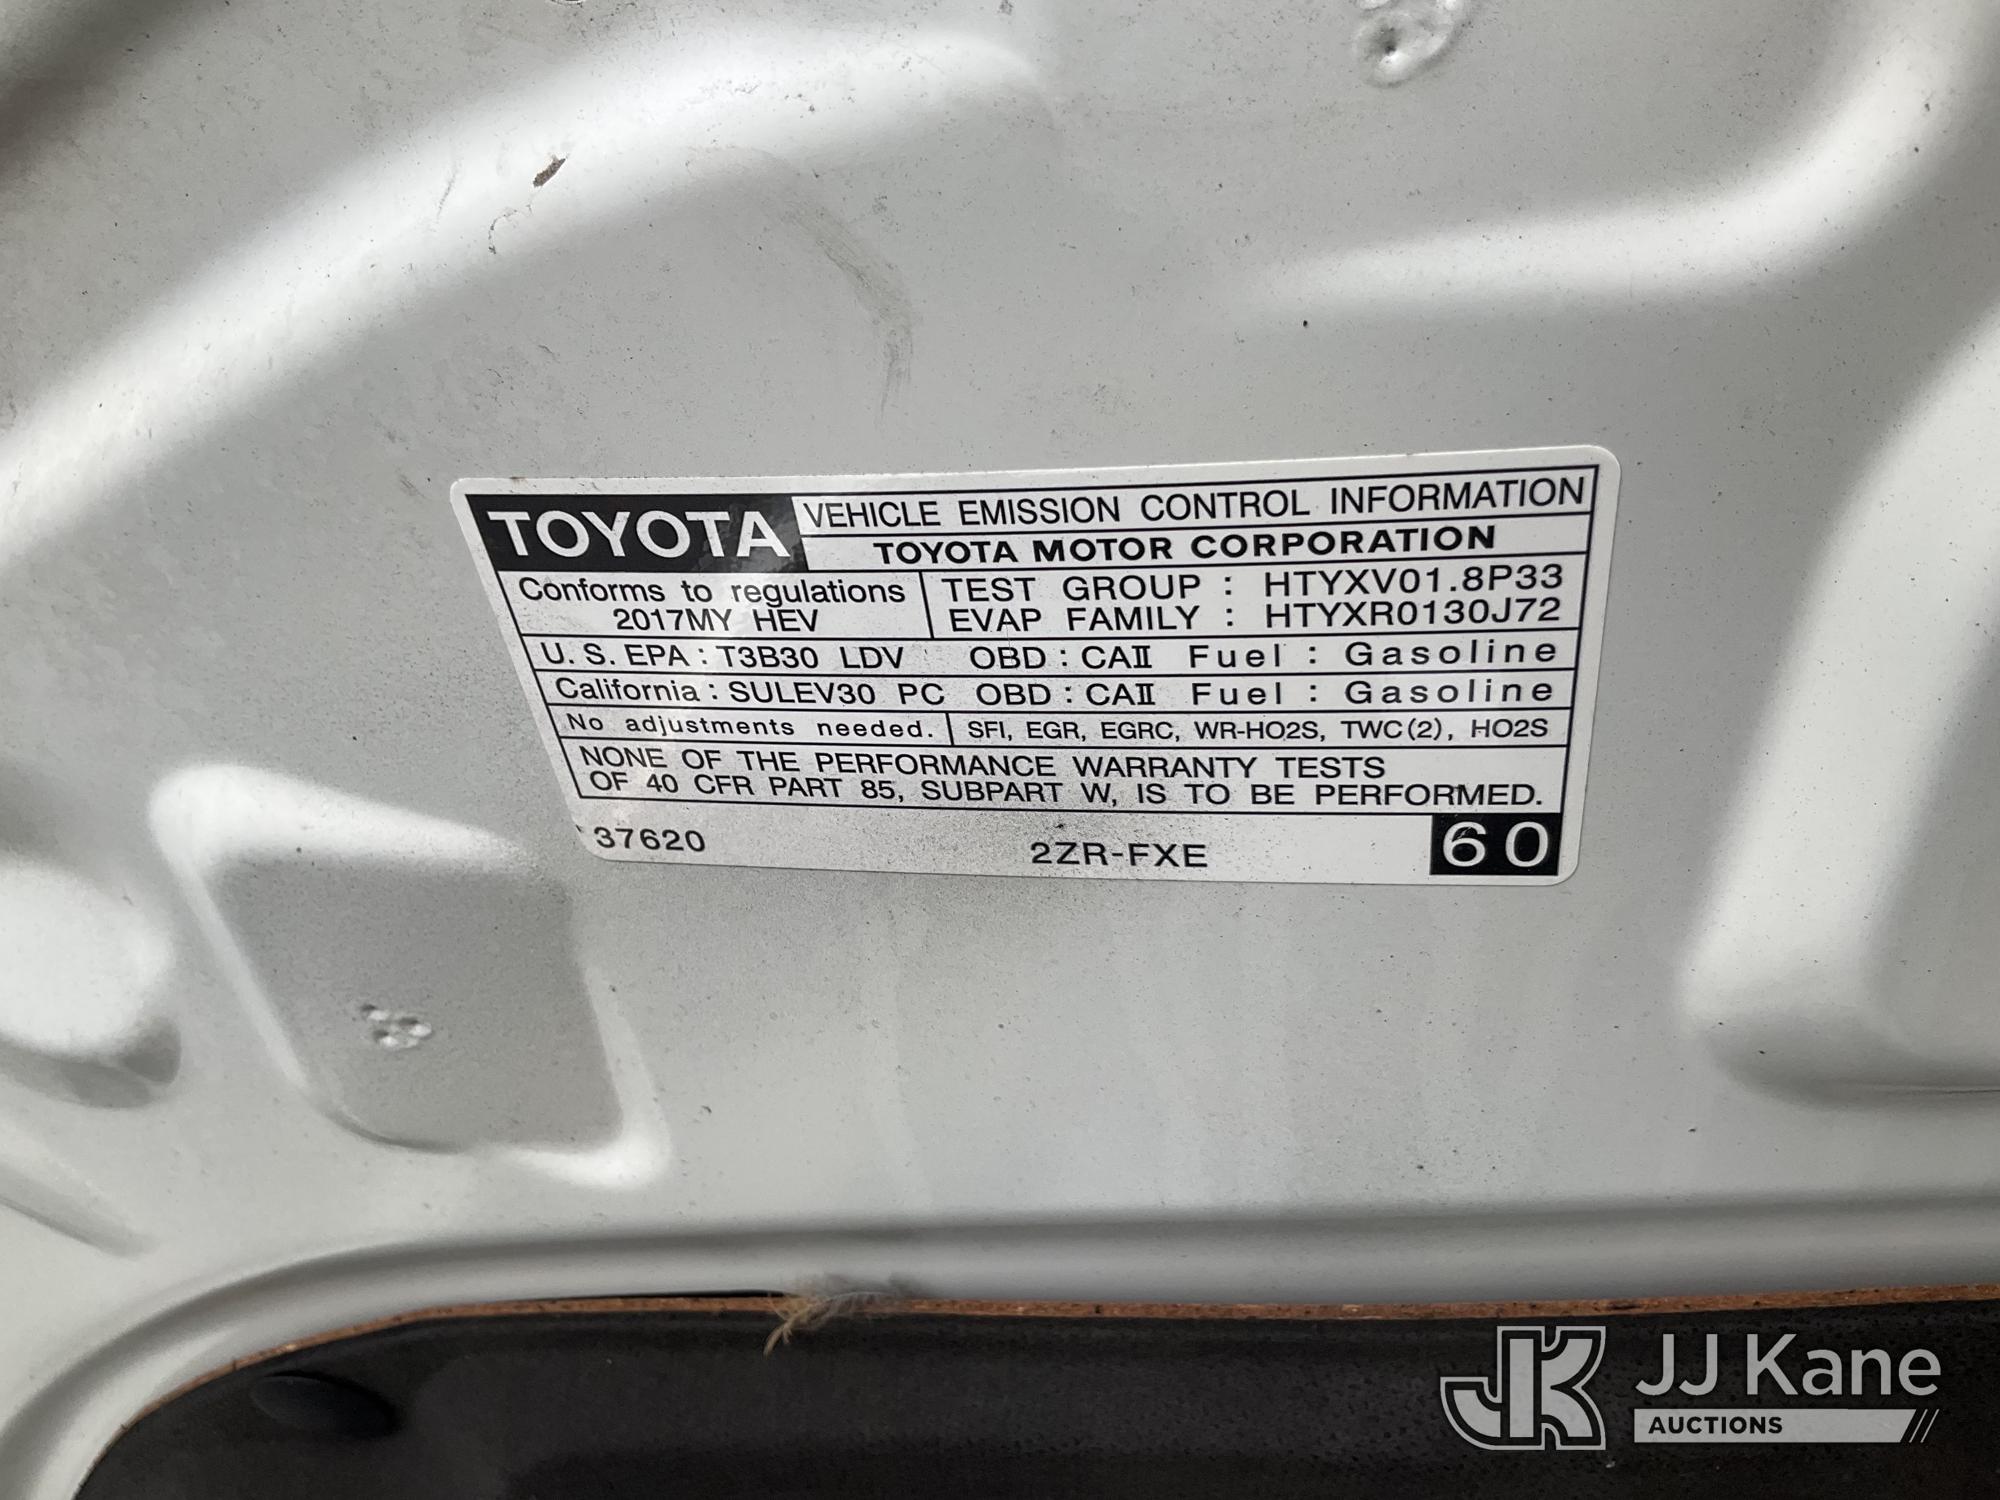 TOYOTA VEHICLE EMISSION CONTROL INFORMATION
TOYOTA MOTOR CORPORATION
Conforms to regulations
2017MY HEV
TEST GROUP : HTYXV01.8P33
EVAP FAMILY : HTYXR0130J72
U.S. EPA : T3B30 LDV OBD : CAII Fuel : Gasoline
California : SULEV30 PC OBD : CAII Fuel : Gasoline
No adjustments needed. SFI, EGR, EGRC, WR-HO2S, TWC(2), HO2S
NONE OF THE PERFORMANCE WARRANTY TESTS
OF 40 CFR PART 85, SUBPART W, IS TO BE PERFORMED.
37620 2ZR-FXE 60
JK JJ Kane
AUCTIONS